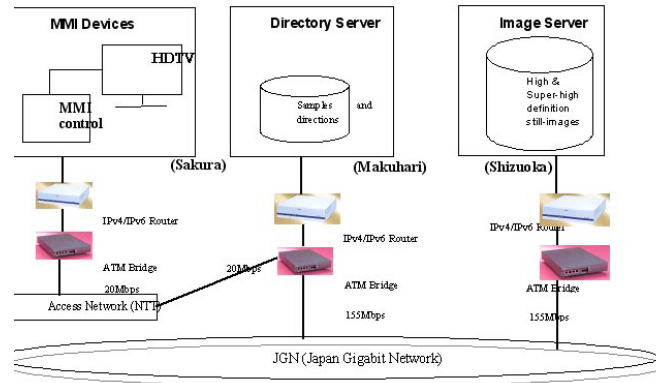 MMI Devices
HDTV
MMI
control
(Sakura)
IPv4/IPv6 Router
ATM Bridge
20Mbps
Access Network (NTT)
Directory Server
Samples and
directions
(Makuhari)
IPv4/IPv6 Router
20Mbps
ATM Bridge
155Mbps
Image Server
High &
Super-high
definition
still-images
(Shizuoka)
IPv4/IPv6 Router
ATM Bridge
155Mbps
JGN (Japan Gigabit Network)